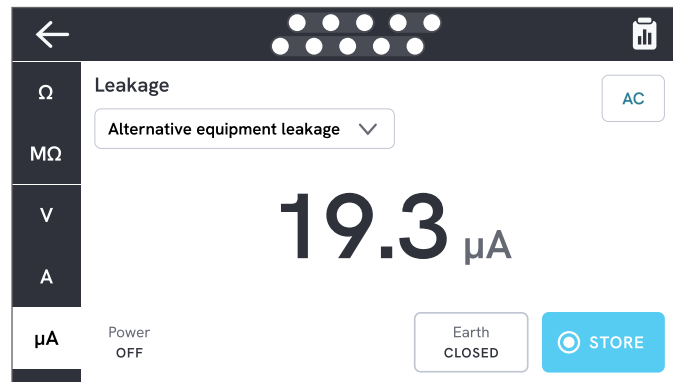 Leakage
AC
Alternative equipment leakage
Ω
MΩ
V
A
µA
19.3 µA
Power
OFF
Earth
CLOSED
STORE